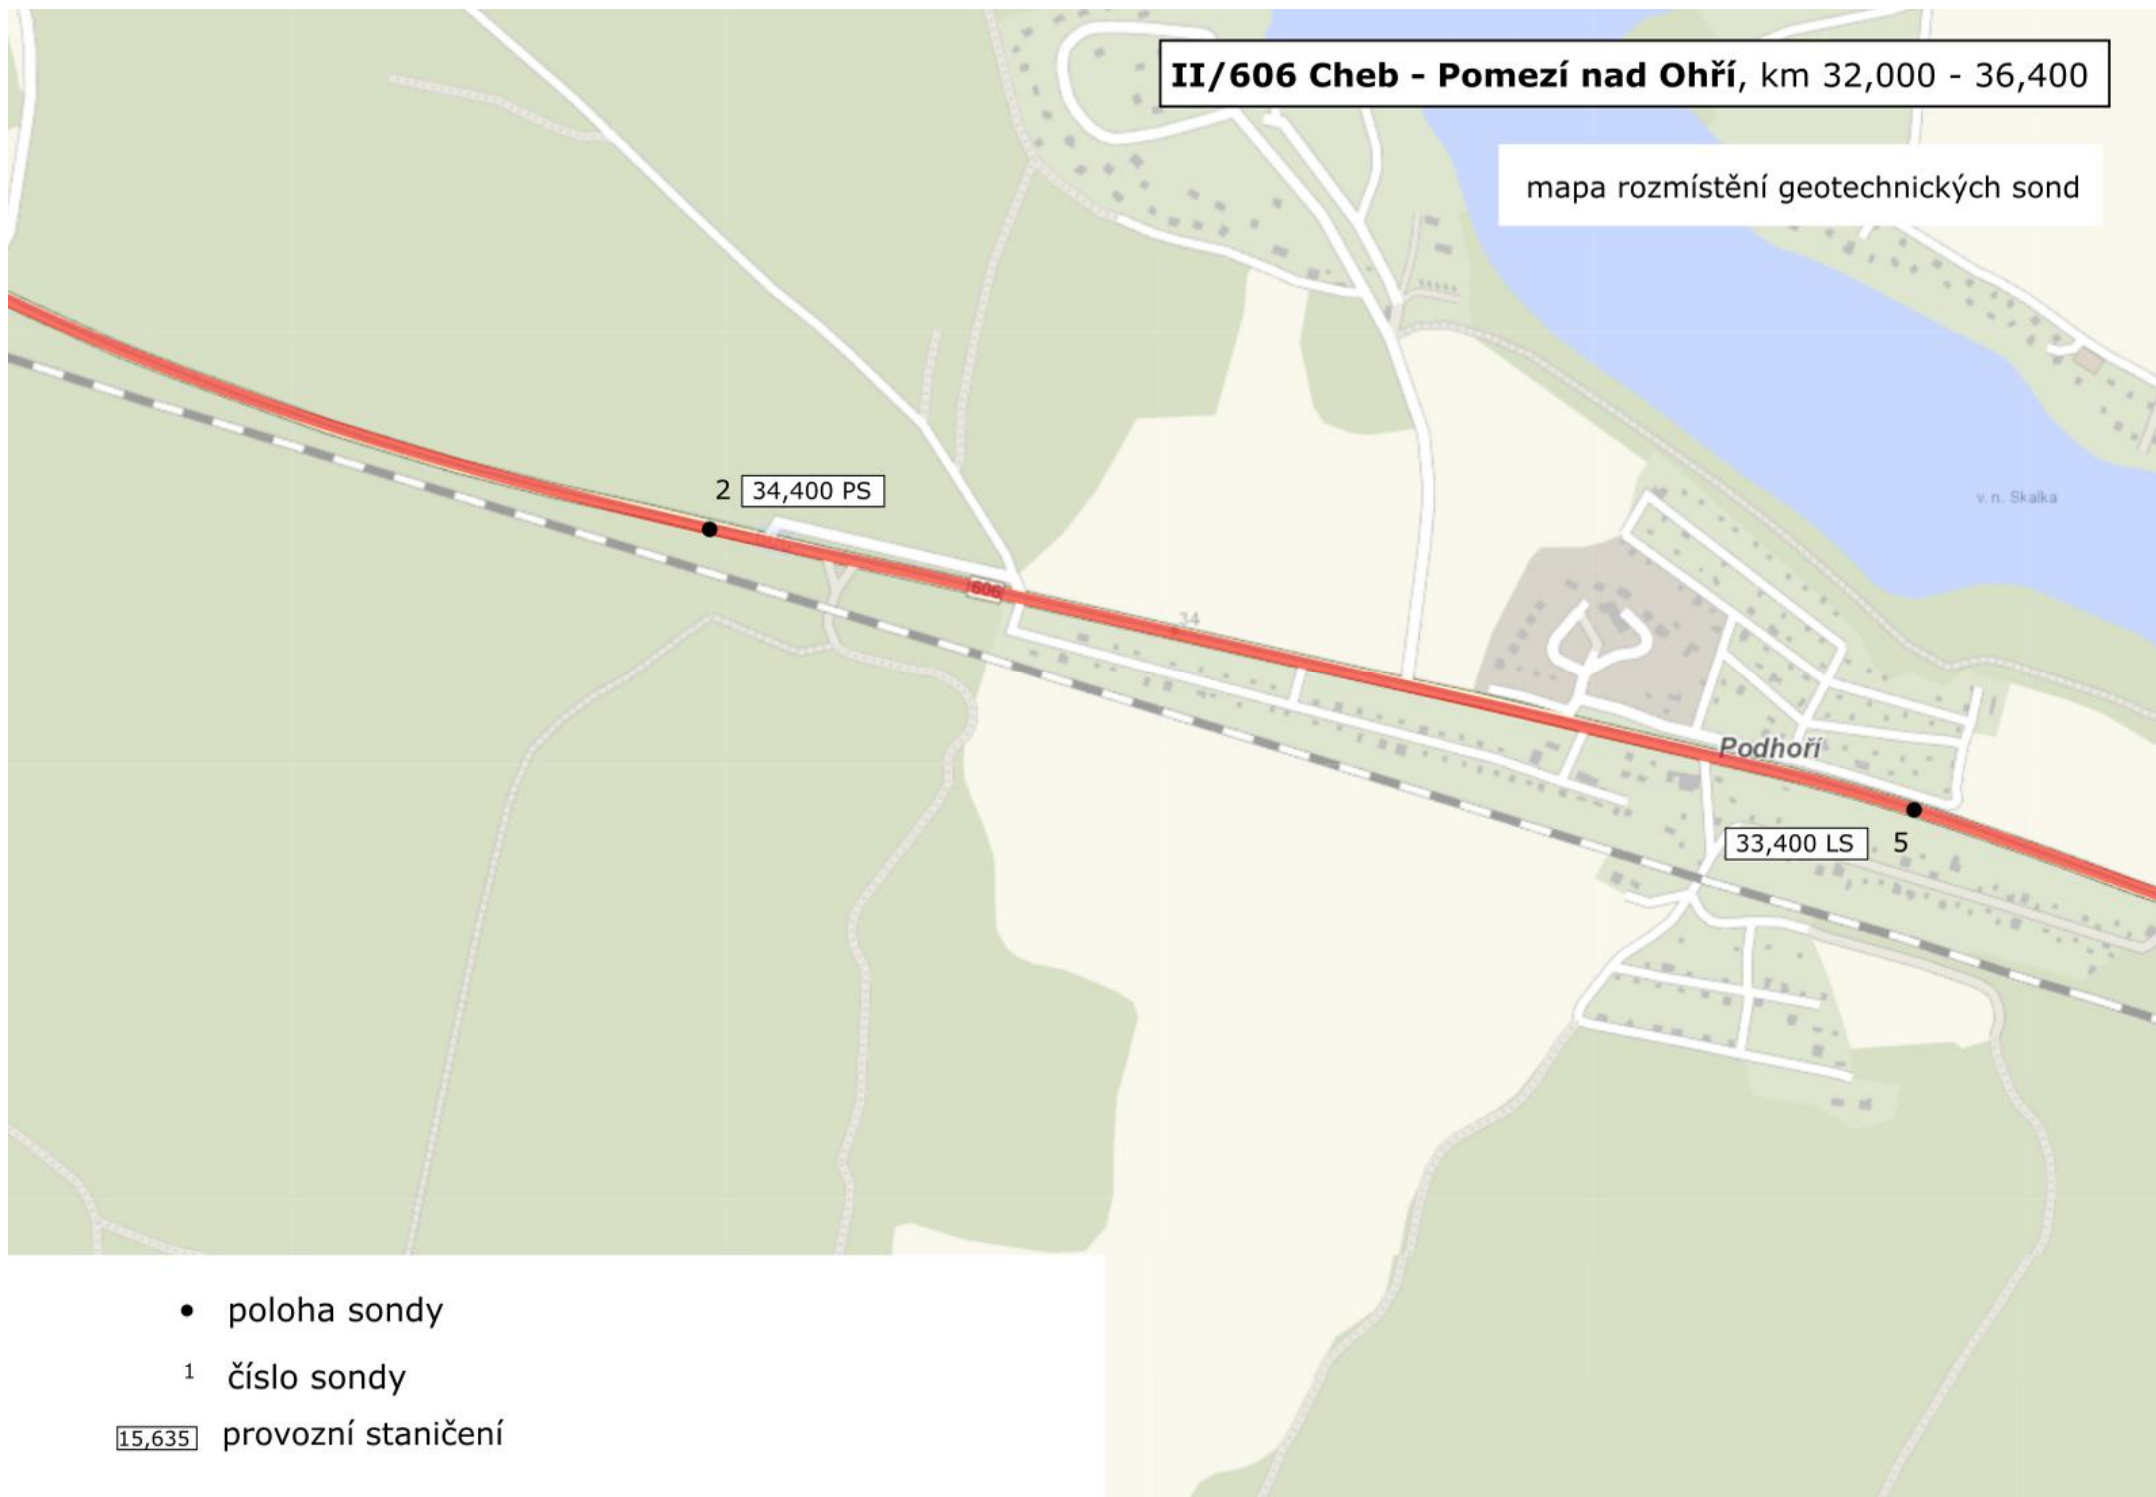 II/606 Cheb - Pomezí nad Ohří, km 32,000 - 36,400
mapa rozmístění geotechnických sond
2 34,400 PS
v. n. Skalka
606
34
Podhoří
33,400 LS 5
• poloha sondy
1 číslo sondy
15,635 provozní staničení